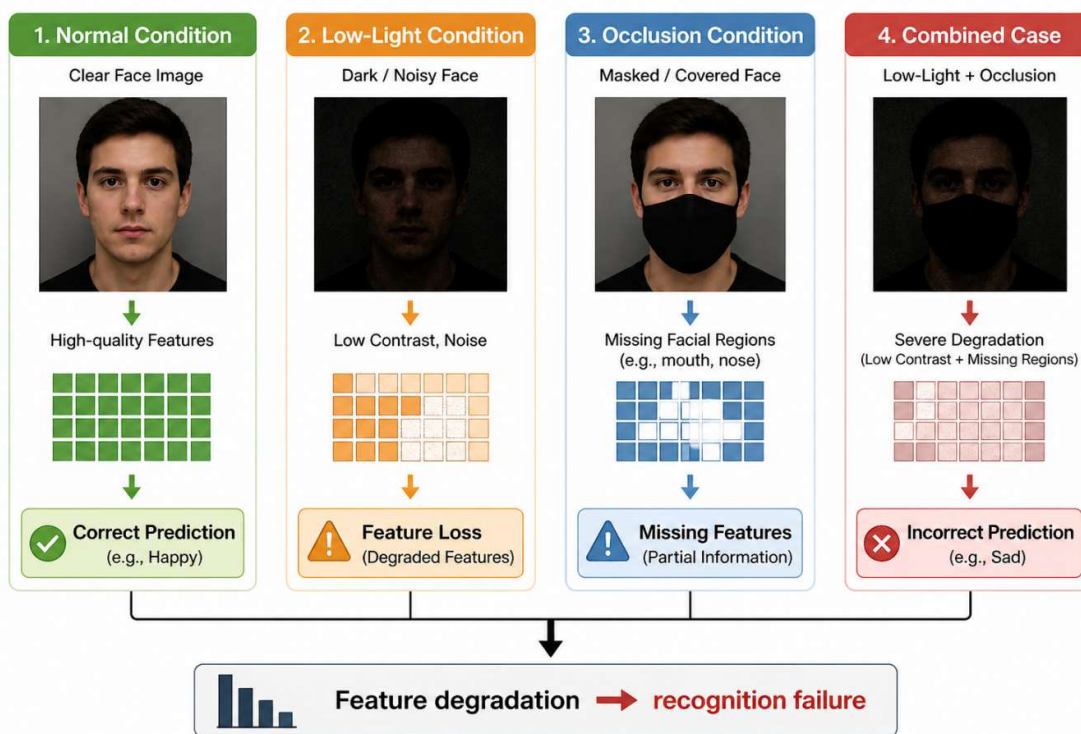 1. Normal Condition
Clear Face Image
High-quality Features
Correct Prediction
(e.g., Happy)
2. Low-Light Condition
Dark / Noisy Face
Low Contrast, Noise
Feature Loss
(Degraded Features)
3. Occlusion Condition
Masked / Covered Face
Missing Facial Regions
(e.g., mouth, nose)
Missing Features
(Partial Information)
4. Combined Case
Low-Light + Occlusion
Severe Degradation
(Low Contrast + Missing Regions)
Incorrect Prediction
(e.g., Sad)
Feature degradation → recognition failure